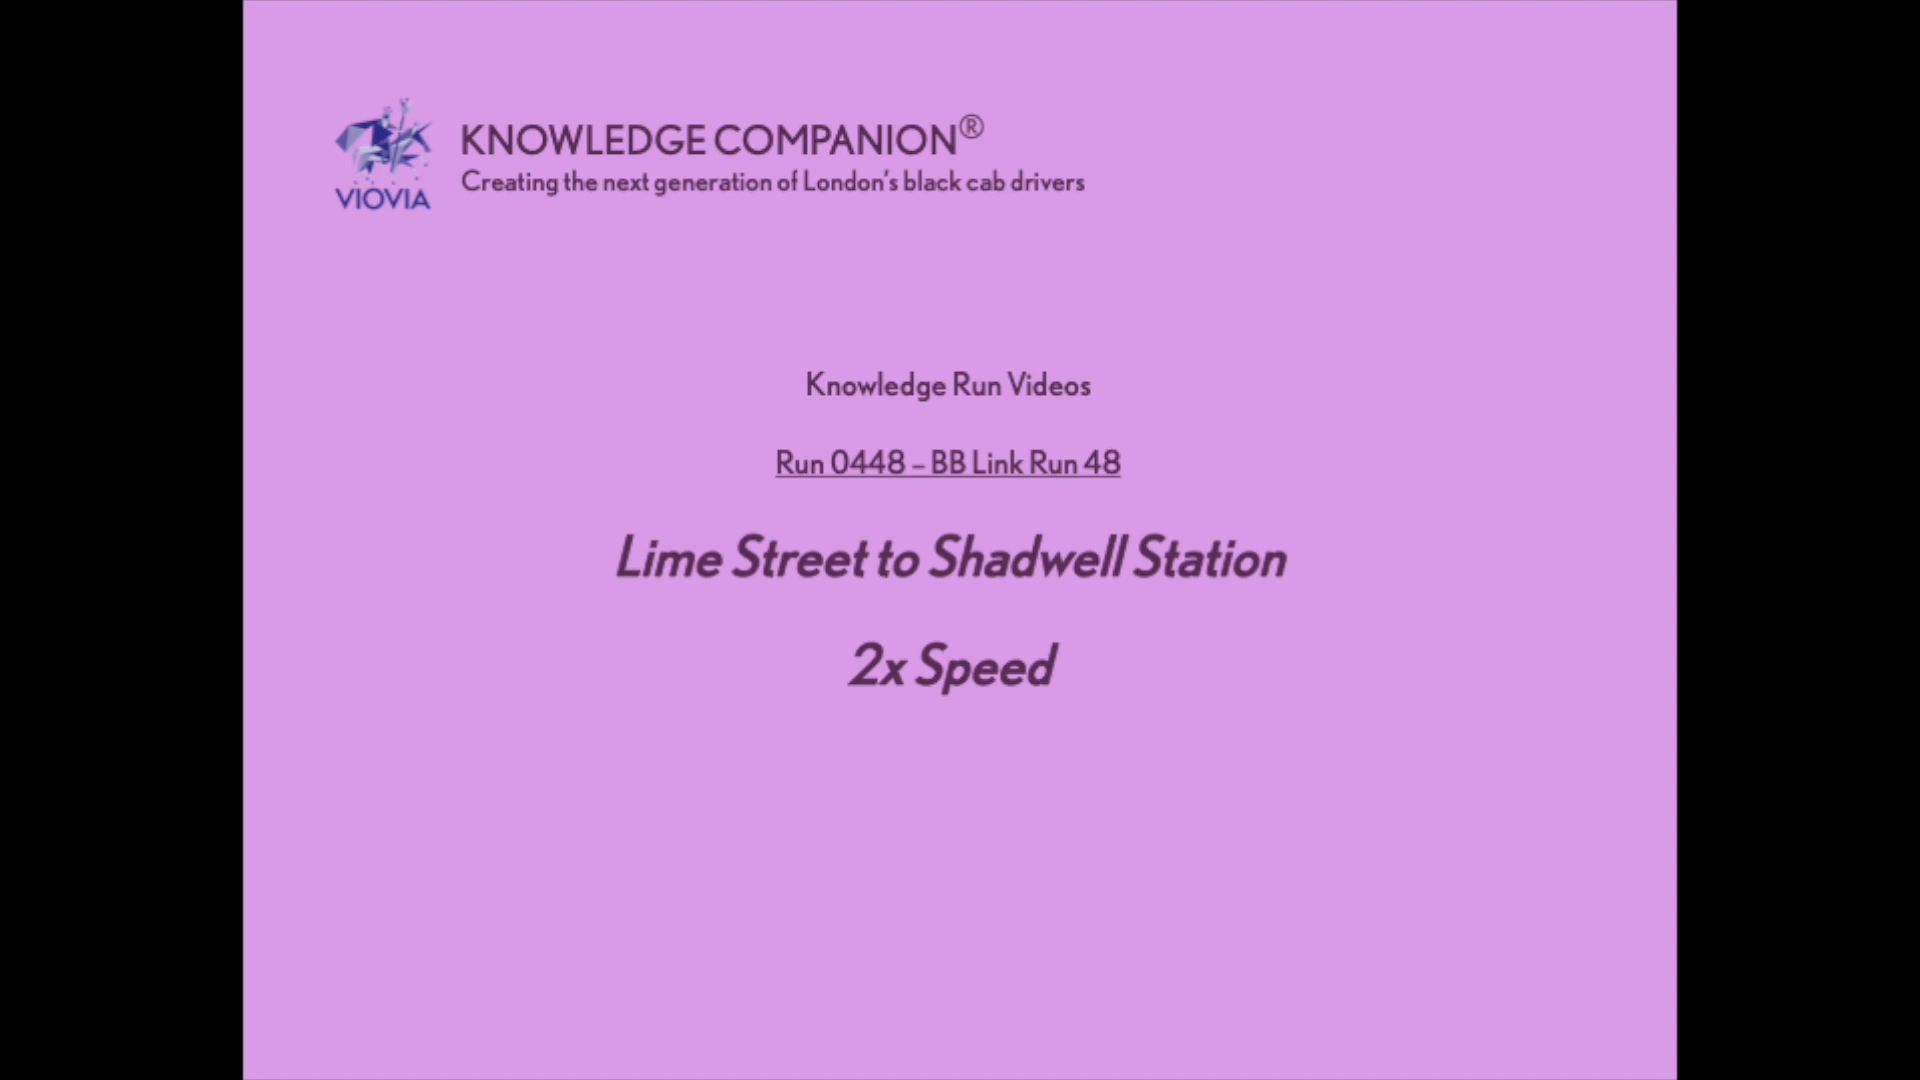 KNOWLEDGE COMPANION®
Creating the next generation of London's black cab drivers
VIOVIA
Knowledge Run Videos
Run 0448 – BB Link Run 48
Lime Street to Shadwell Station
2x Speed